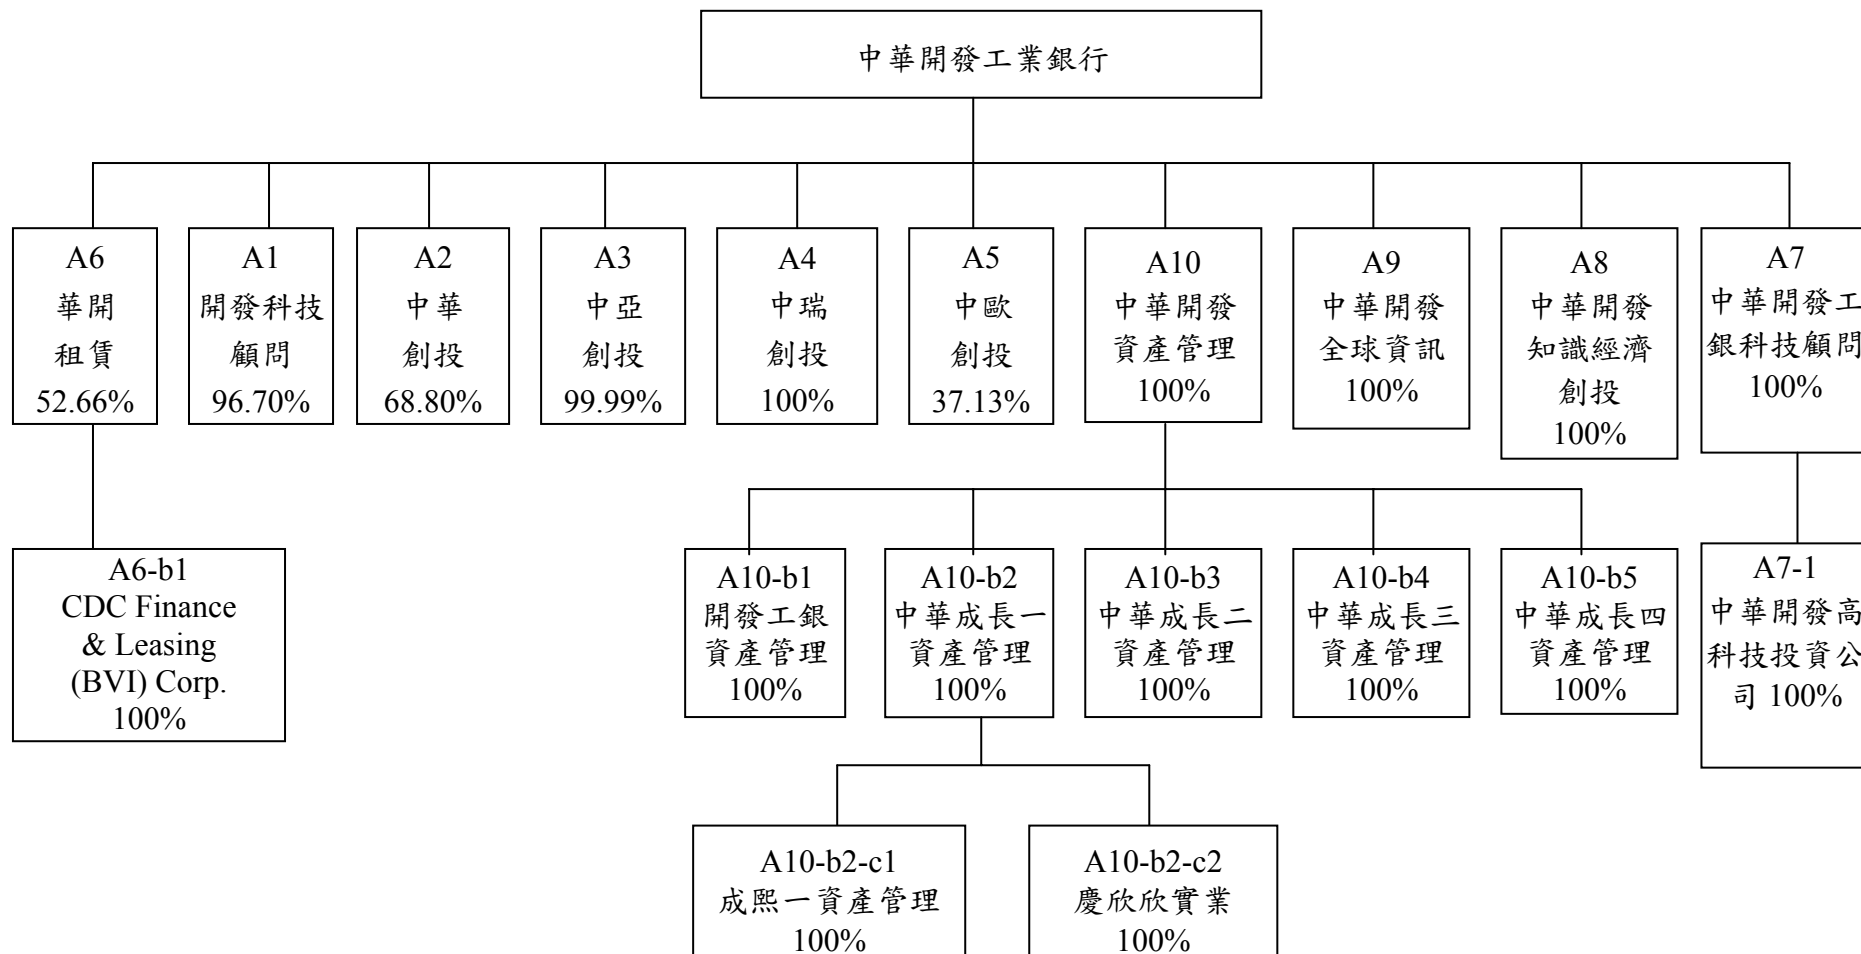 中華開發工業銀行
A6
華開
租賃
52.66%
A1
開發科技
顧問
96.70%
A2
中華
創投
68.80%
A3
中亞
創投
99.99%
A4
中瑞
創投
100%
A5
中歐
創投
37.13%
A10
中華開發
資產管理
100%
A9
中華開發
全球資訊
100%
A8
中華開發
知識經濟
創投
100%
A7
中華開發工
銀科技顧問
100%
A6-b1
CDC Finance
& Leasing
(BVI) Corp.
100%
A10-b1
開發工銀
資產管理
100%
A10-b2
中華成長一
資產管理
100%
A10-b3
中華成長二
資產管理
100%
A10-b4
中華成長三
資產管理
100%
A10-b5
中華成長四
資產管理
100%
A7-1
中華開發高
科技投資公
司 100%
A10-b2-c1
成熙一資產管理
100%
A10-b2-c2
慶欣欣實業
100%